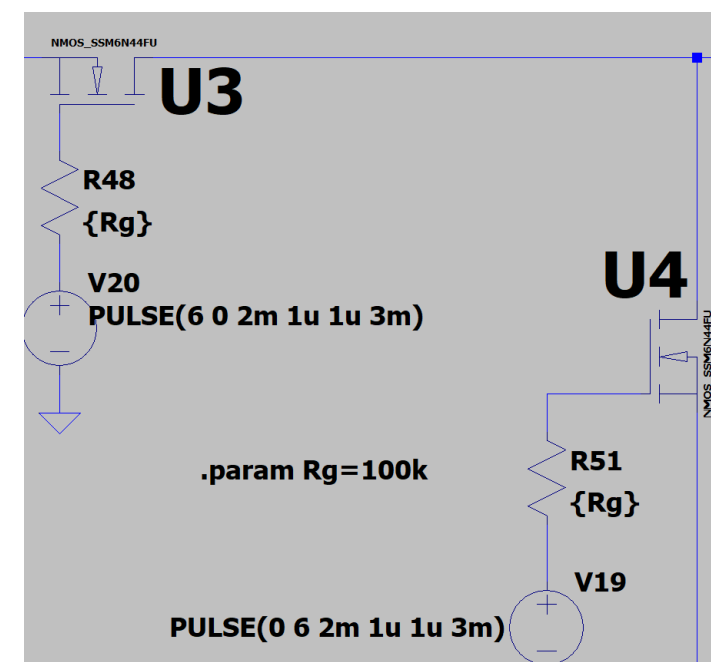 NMOS_SSM6N44FU
U3
R48
{Rg}
V20
PULSE(6 0 2m 1u 1u 3m)
U4
NMOS_SSM6N44FU
.param Rg=100k
R51
{Rg}
V19
PULSE(0 6 2m 1u 1u 3m)